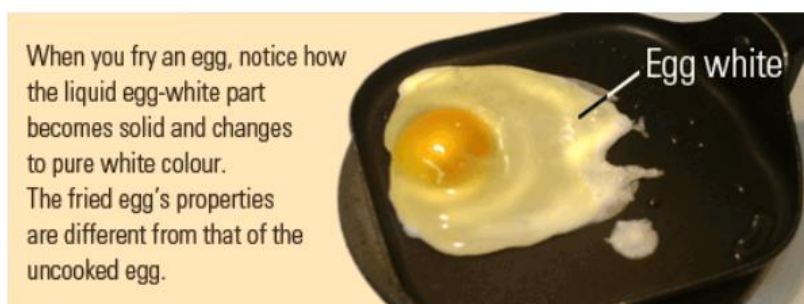 When you fry an egg, notice how
the liquid egg-white part
becomes solid and changes
to pure white colour.
The fried egg's properties
are different from that of the
uncooked egg.
Egg white